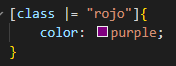 [class |= "rojo"]{
color: purple;
}